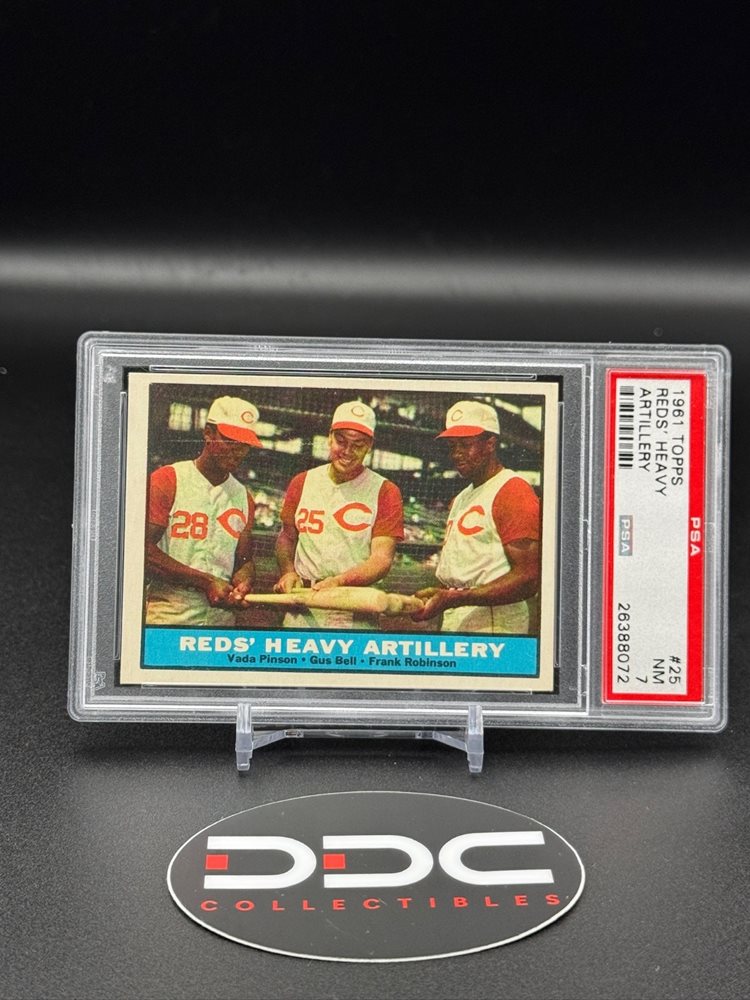 1961 TOPPS
REDS' HEAVY
ARTILLERY
#25
NM
7
PSA
PSA
26388072
28
C
25
C
C
REDS' HEAVY ARTILLERY
Vada Pinson • Gus Bell • Frank Robinson
DDC
COLLECTIBLES